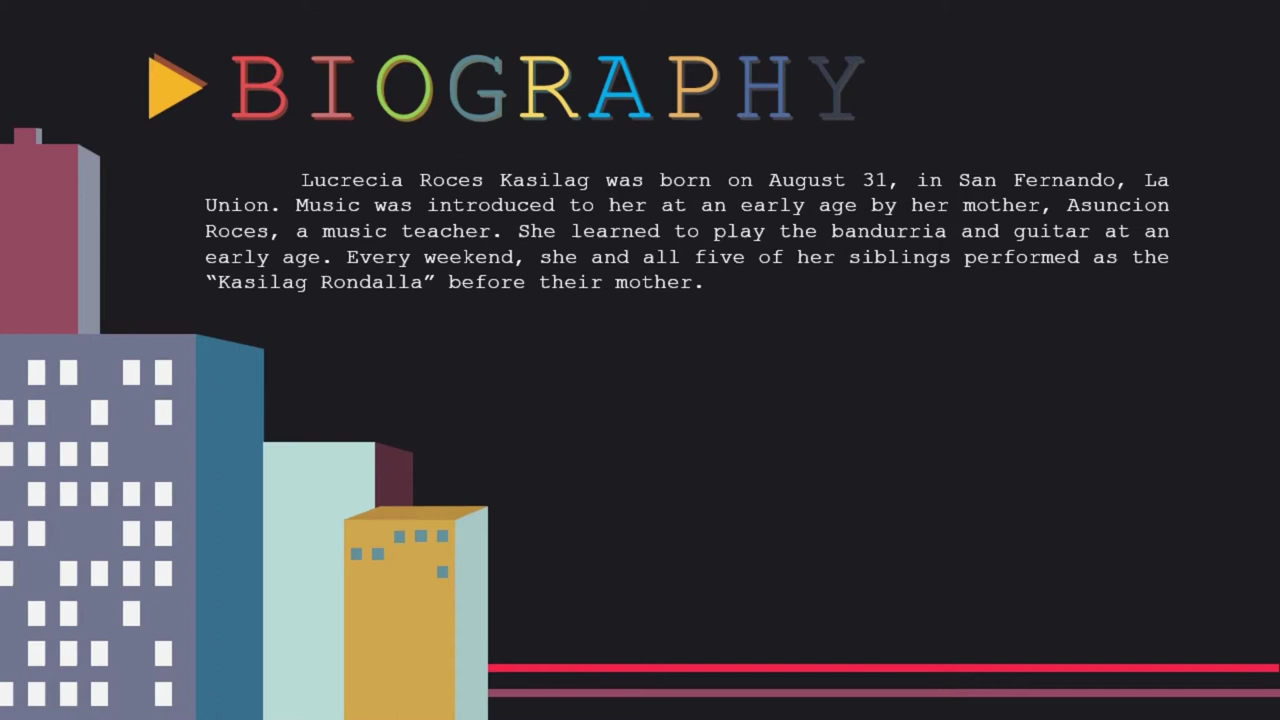 BIOGRAPHY
Lucrecia Roces Kasilag was born on August 31, in San Fernando, La
Union. Music was introduced to her at an early age by her mother, Asuncion
Roces, a music teacher. She learned to play the bandurria and guitar at an
early age. Every weekend, she and all five of her siblings performed as the
“Kasilag Rondalla” before their mother.